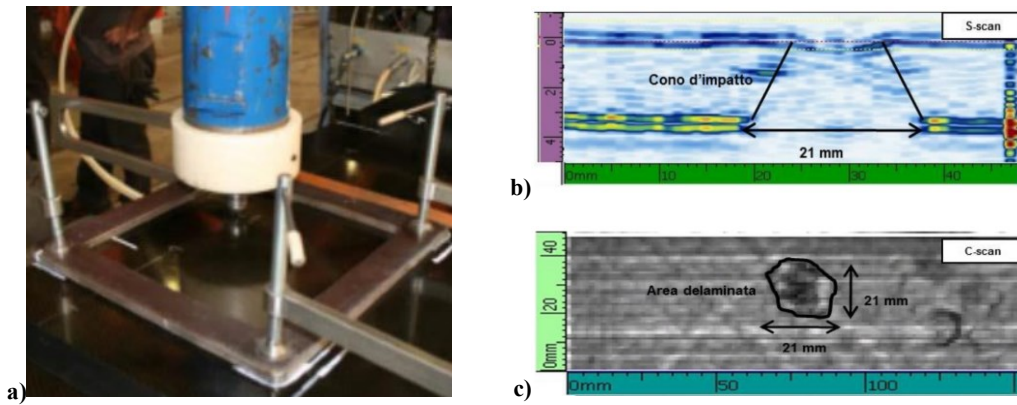 a)
b)
S-scan
Cono d'impatto
21 mm
0
2
4
0mm
10
20
30
40
c)
C-scan
Area delaminata
21 mm
21 mm
40
20
0mm
0mm
50
100